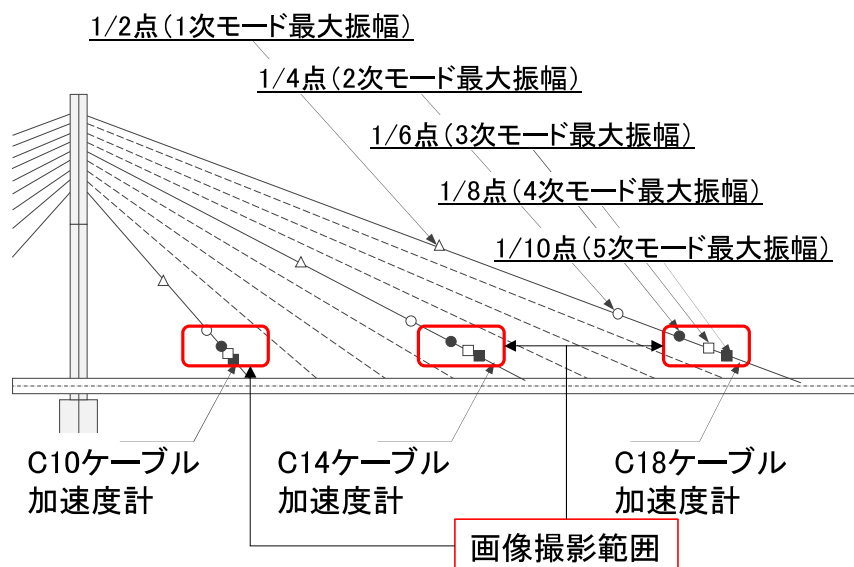 1/2点(1次モード最大振幅)
1/4点(2次モード最大振幅)
1/6点(3次モード最大振幅)
1/8点(4次モード最大振幅)
1/10点(5次モード最大振幅)
C10ケーブル
加速度計
C14ケーブル
加速度計
C18ケーブル
加速度計
画像撮影範囲